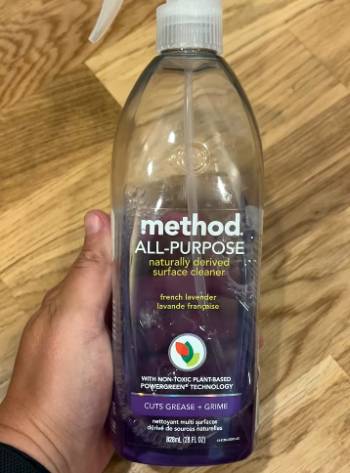 method.
ALL-PURPOSE
naturally derived
surface cleaner
french lavender
lavande française
WITH NON-TOXIC PLANT-BASED
POWERGREEN® TECHNOLOGY
CUTS GREASE + GRIME
nettoyant multi surfaces
dérivé de sources naturelles
828mL (28 FL OZ)